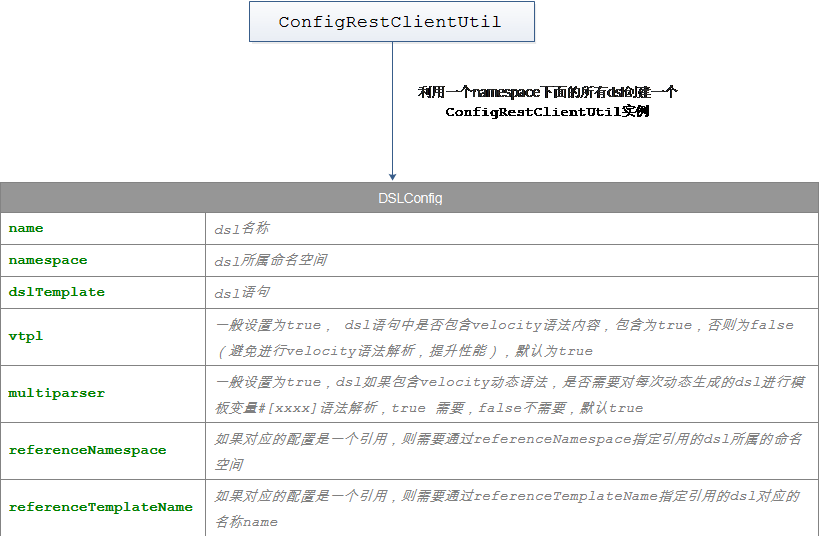 ConfigRestClientUtil
利用一个namespace下面的所有dsl创建一个
ConfigRestClientUtil实例
DSLConfig
name
dsl名称
namespace
dsl所属命名空间
dslTemplate
dsl语句
vtpl
一般设置为true， dsl语句中是否包含velocity语法内容，包含为true，否则为false
（避免进行velocity语法解析，提升性能），默认为true
multiparser
一般设置为true，dsl如果包含velocity动态语法，是否需要对每次动态生成的dsl进行模
板变量#[xxxx]语法解析，true 需要，false不需要，默认true
referenceNamespace
如果对应的配置是一个引用，则需要通过referenceNamespace指定引用的dsl所属的命名
空间
referenceTemplateName
如果对应的配置是一个引用，则需要通过referenceTemplateName指定引用的dsl对应的
名称name